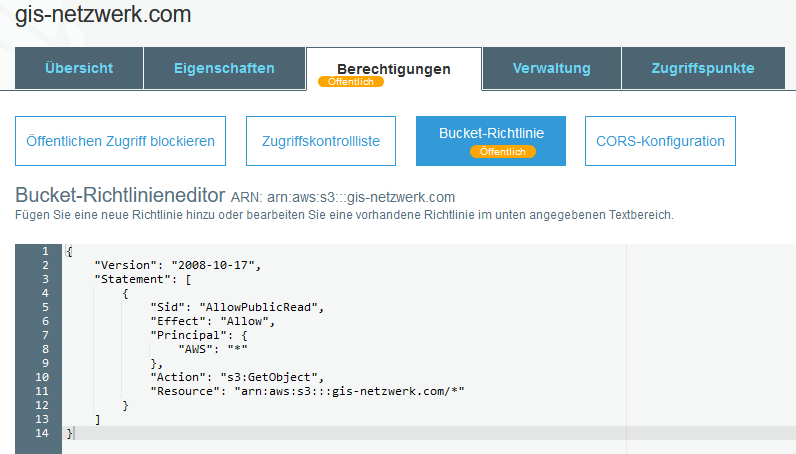 gis-netzwerk.com
Übersicht Eigenschaften Berechtigungen Verwaltung Zugriffspunkte
Öffentlich
Öffentlichen Zugriff blockieren Zugriffskontrollliste Bucket-Richtlinie CORS-Konfiguration
Öffentlich
Bucket-Richtlinieneditor ARN: arn:aws:s3:::gis-netzwerk.com
Fügen Sie eine neue Richtlinie hinzu oder bearbeiten Sie eine vorhandene Richtlinie im unten angegebenen Textbereich.
1 {
2 "Version": "2008-10-17",
3 "Statement": [
4 {
5 "Sid": "AllowPublicRead",
6 "Effect": "Allow",
7 "Principal": {
8 "AWS": "*"
9 },
10 "Action": "s3:GetObject",
11 "Resource": "arn:aws:s3:::gis-netzwerk.com/*"
12 }
13 ]
14 }